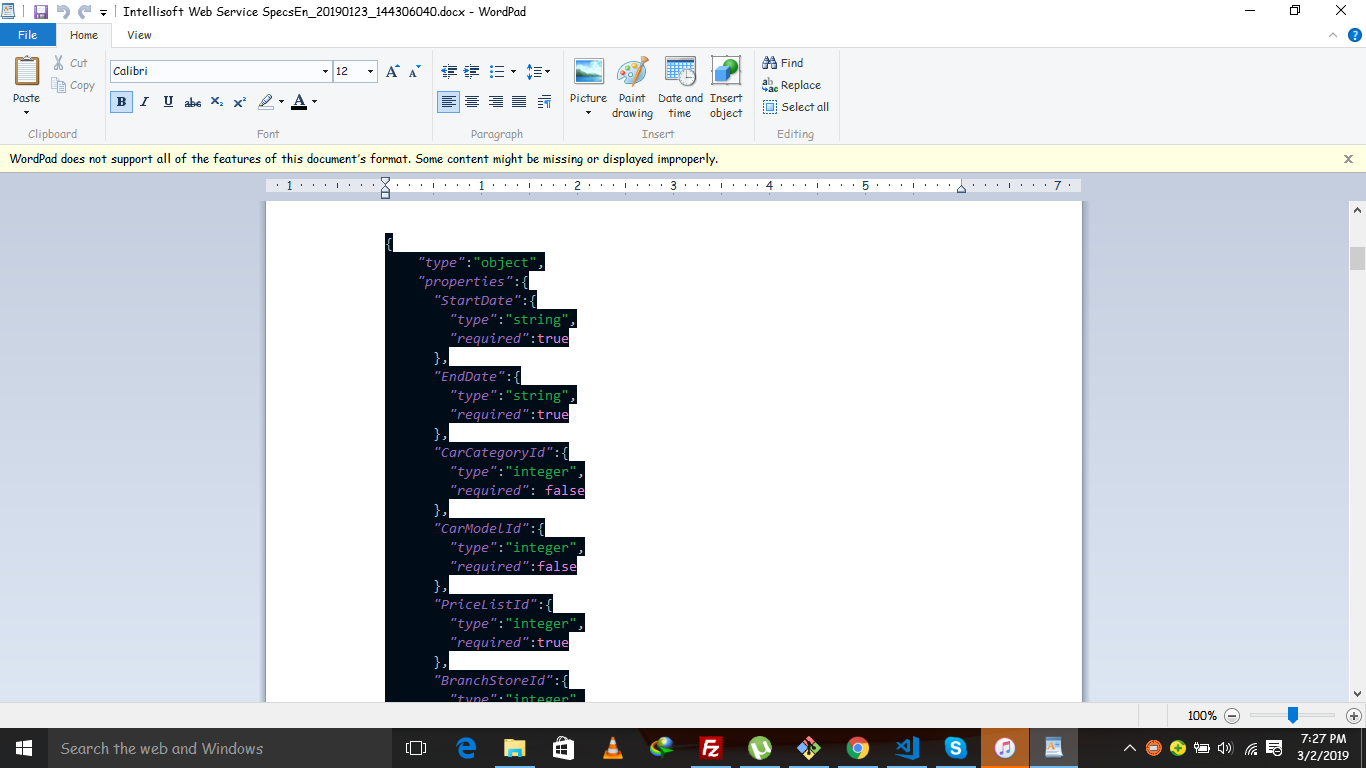 Intellisoft Web Service SpecsEn_20190123_144306040.docx - WordPad
File Home View
Paste
Cut
Copy
Clipboard
Calibri 12
B I U abc X₂ X²
A
Font
Paragraph
Picture
Paint drawing
Date and time
Insert object
Insert
Find
Replace
Select all
Editing
WordPad does not support all of the features of this document's format. Some content might be missing or displayed improperly.
1 1 2 3 4 5 7
{
"type":"object",
"properties":{
"StartDate":{
"type":"string",
"required":true
},
"EndDate":{
"type":"string",
"required":true
},
"CarCategoryId":{
"type":"integer",
"required": false
},
"CarModelId":{
"type":"integer",
"required":false
},
"PriceListId":{
"type":"integer",
"required":true
},
"BranchStoreId":{
"type":"integer"
100%
Search the web and Windows
7:27 PM
3/2/2019